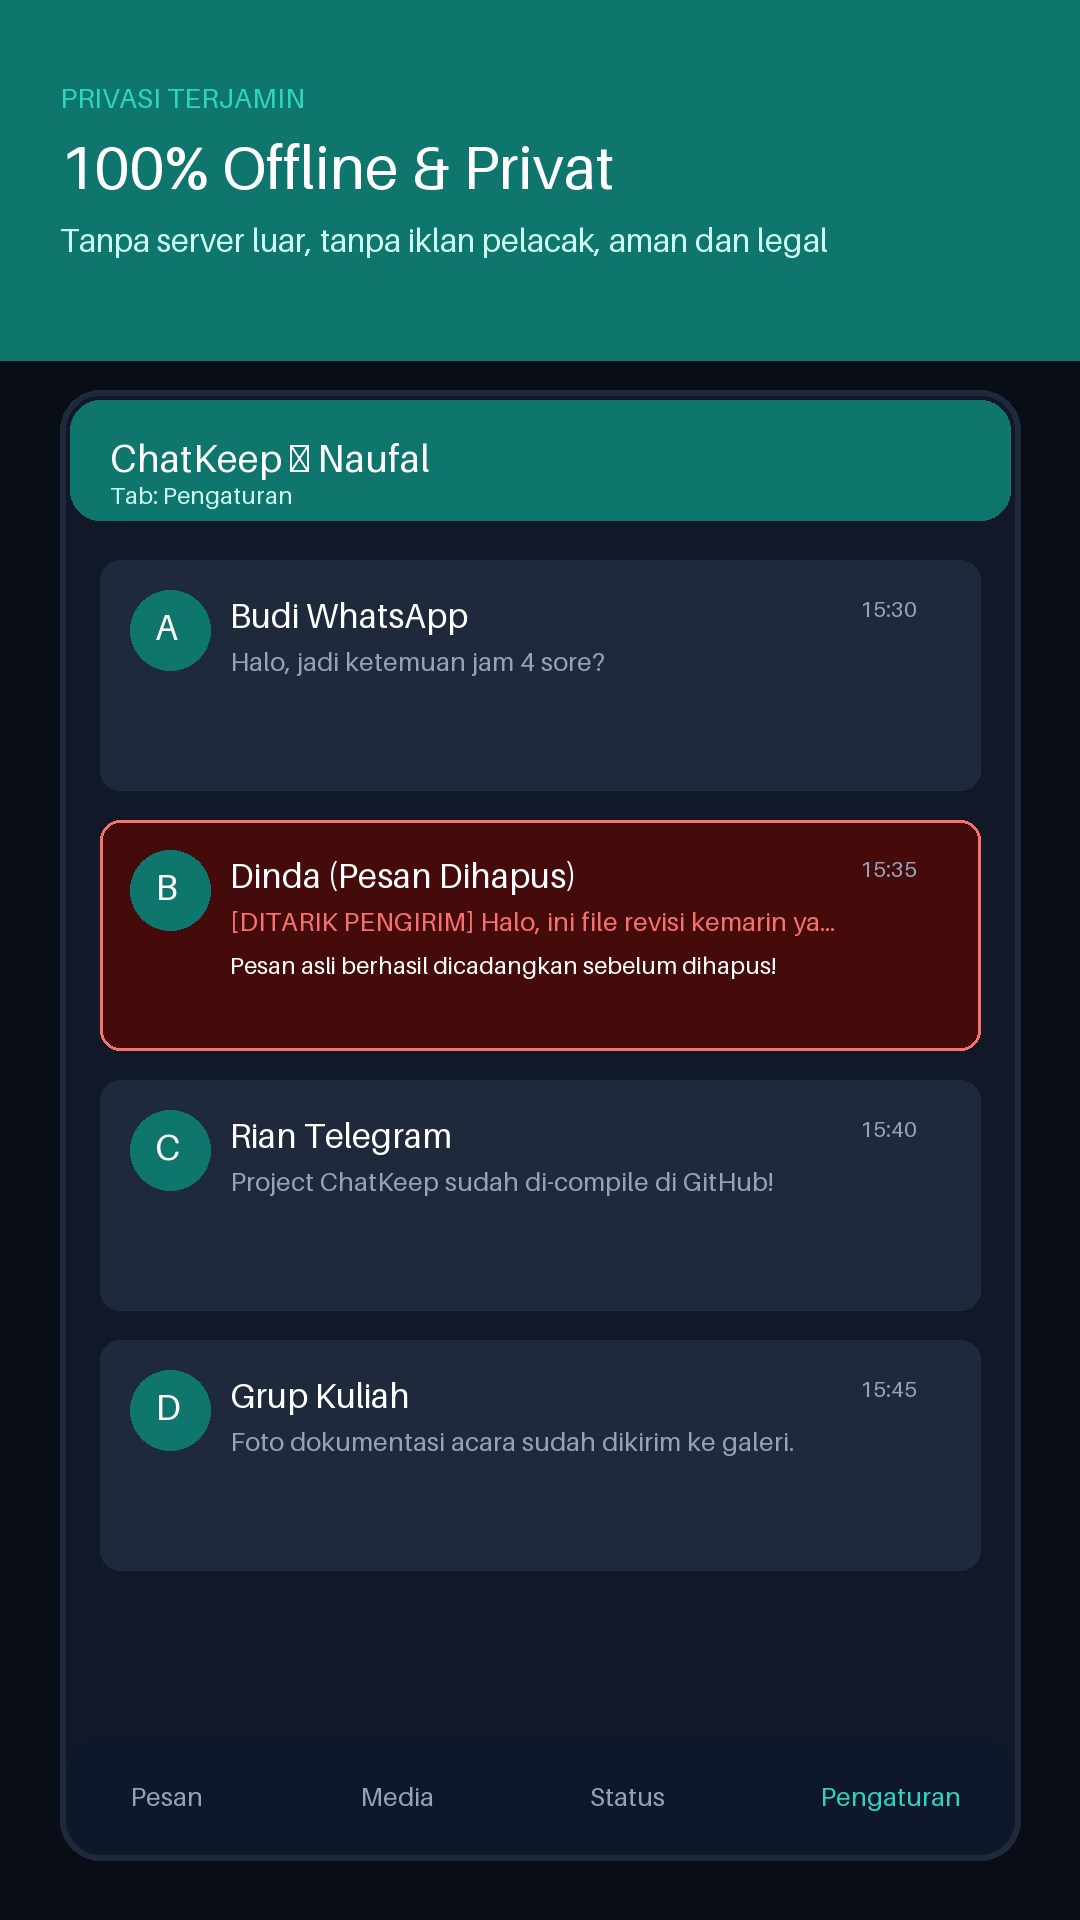 PRIVASI TERJAMIN
100% Offline & Privat
Tanpa server luar, tanpa iklan pelacak, aman dan legal
ChatKeep Naufal
Tab: Pengaturan
A
Budi WhatsApp
15:30
Halo, jadi ketemuan jam 4 sore?
B
Dinda (Pesan Dihapus)
15:35
[DITARIK PENGIRIM] Halo, ini file revisi kemarin ya...
Pesan asli berhasil dicadangkan sebelum dihapus!
C
Rian Telegram
15:40
Project ChatKeep sudah di-compile di GitHub!
D
Grup Kuliah
15:45
Foto dokumentasi acara sudah dikirim ke galeri.
Pesan
Media
Status
Pengaturan